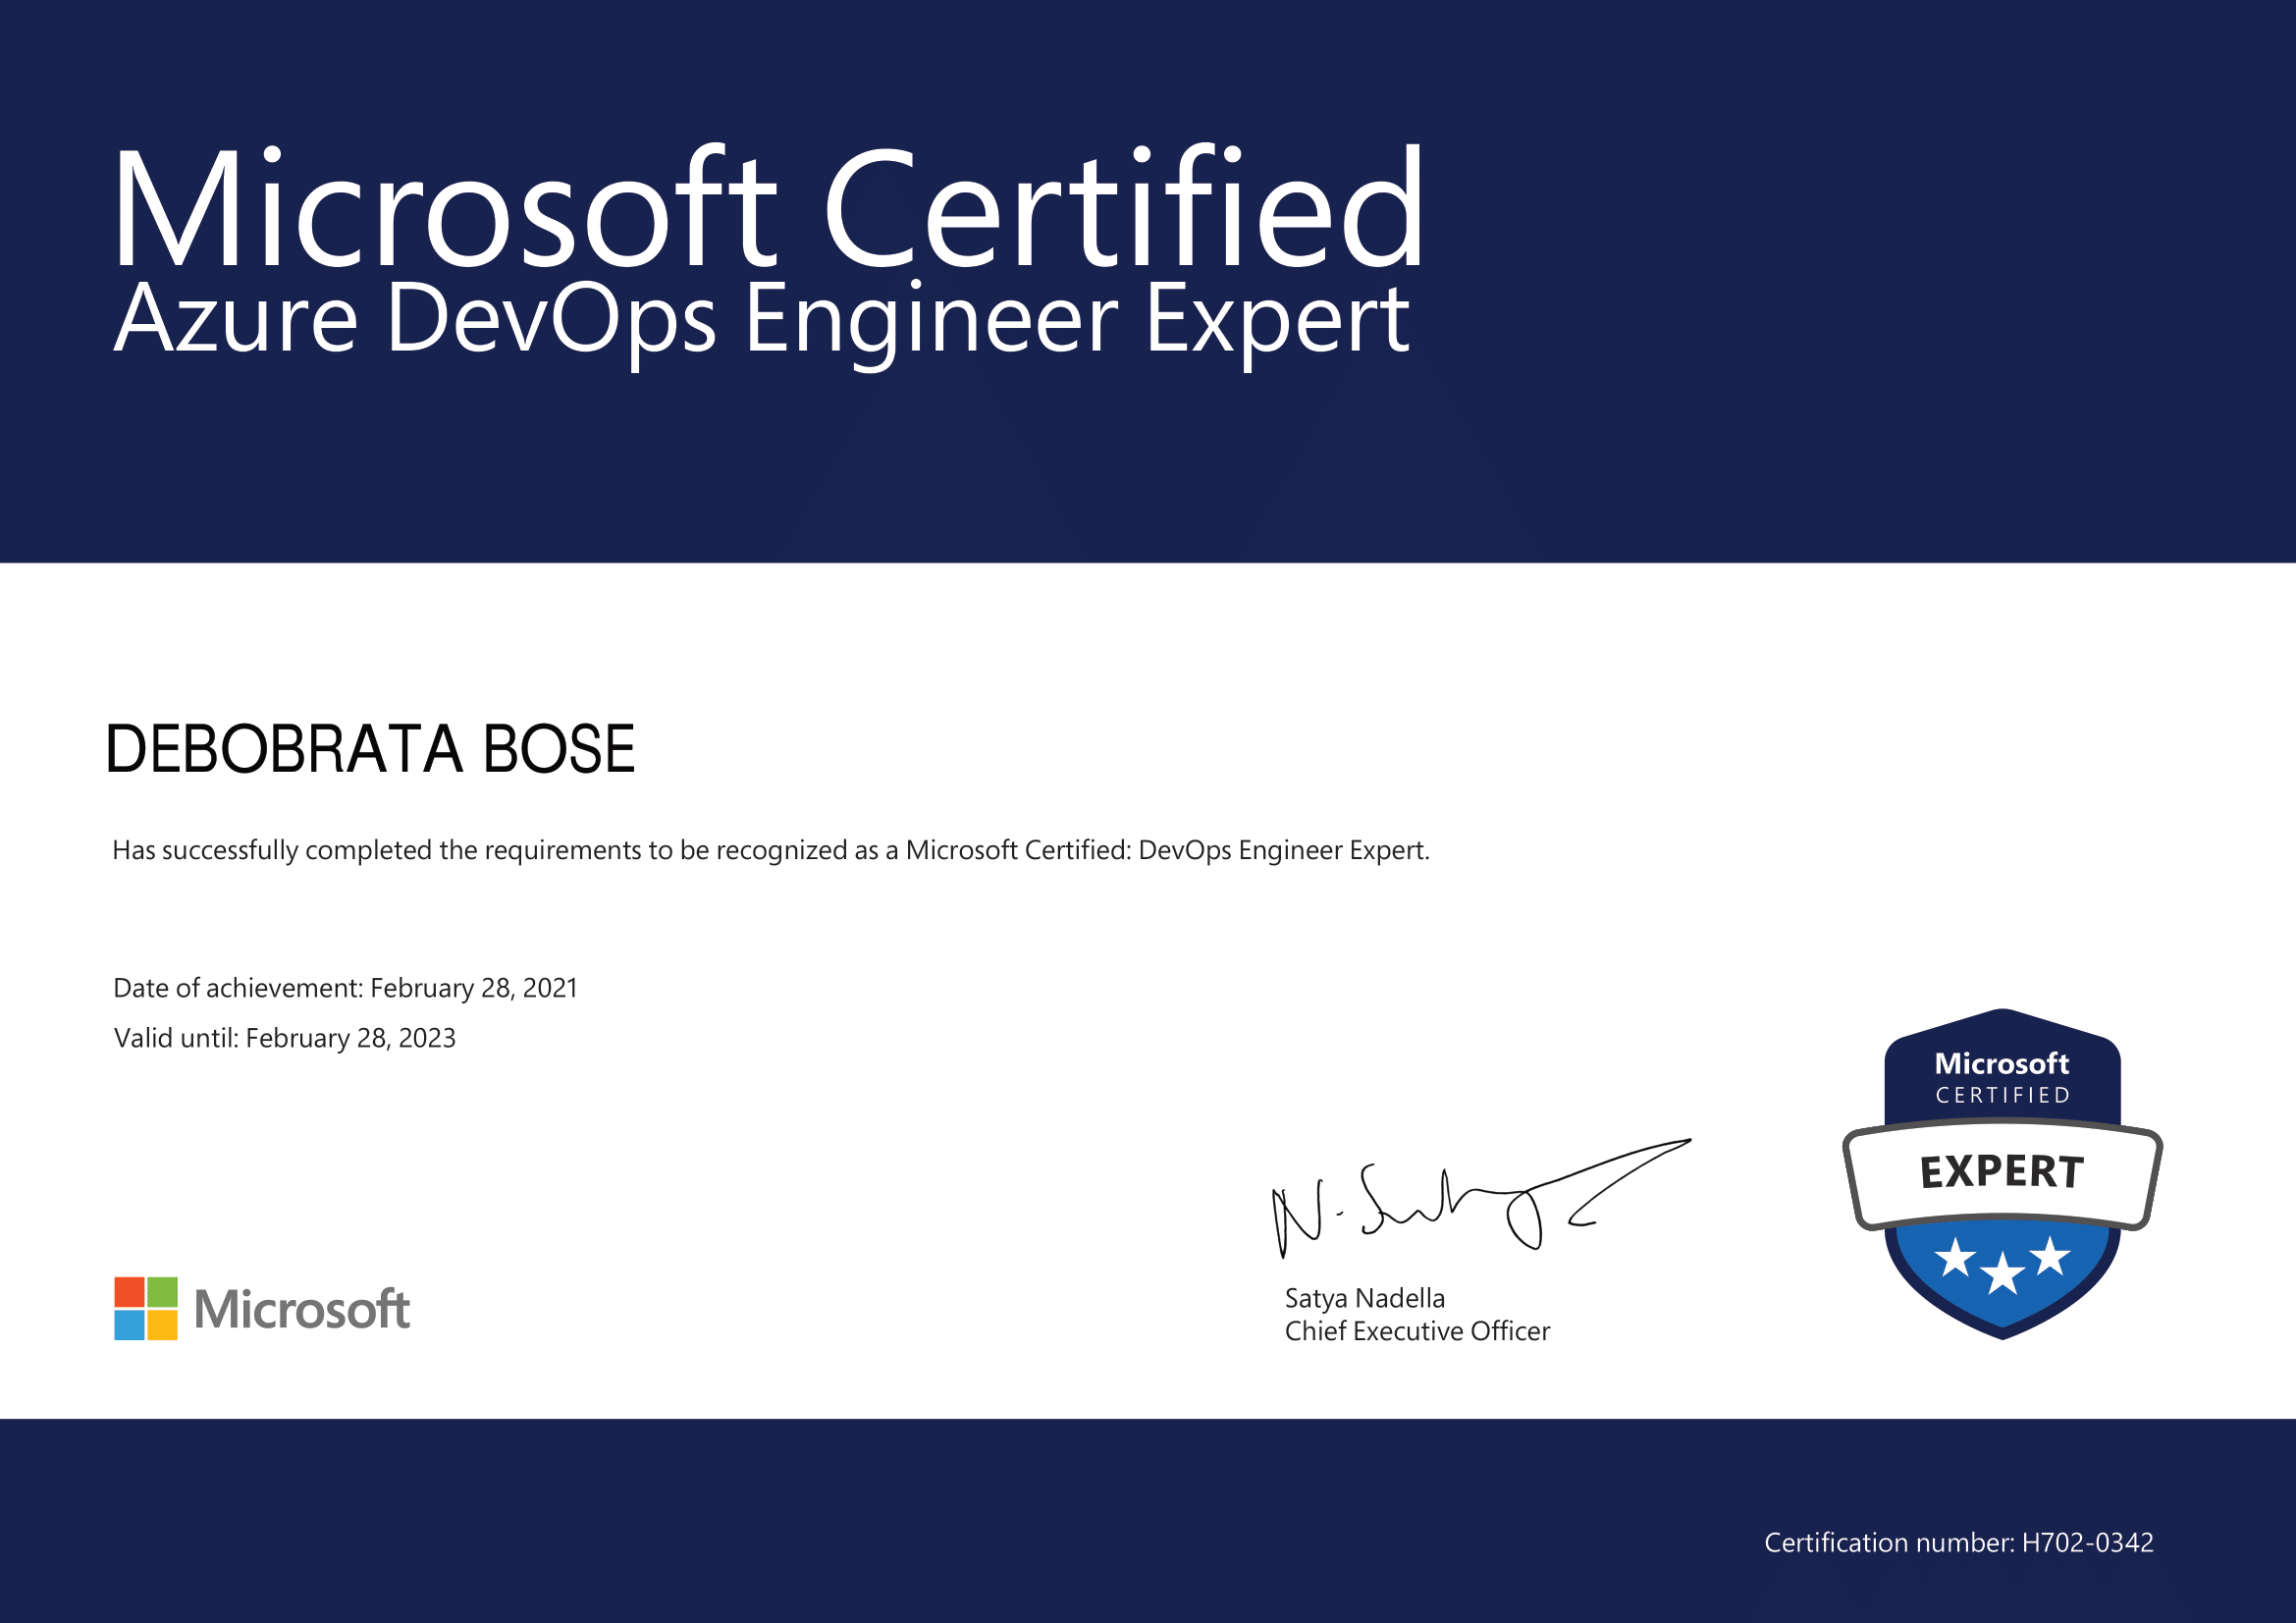 Microsoft Certified
Azure DevOps Engineer Expert
DEBOBRATA BOSE
Has successfully completed the requirements to be recognized as a Microsoft Certified: DevOps Engineer Expert.
Date of achievement: February 28, 2021
Valid until: February 28, 2023
Microsoft
CERTIFIED
EXPERT
Microsoft
Satya Nadella
Chief Executive Officer
Certification number: H702-0342